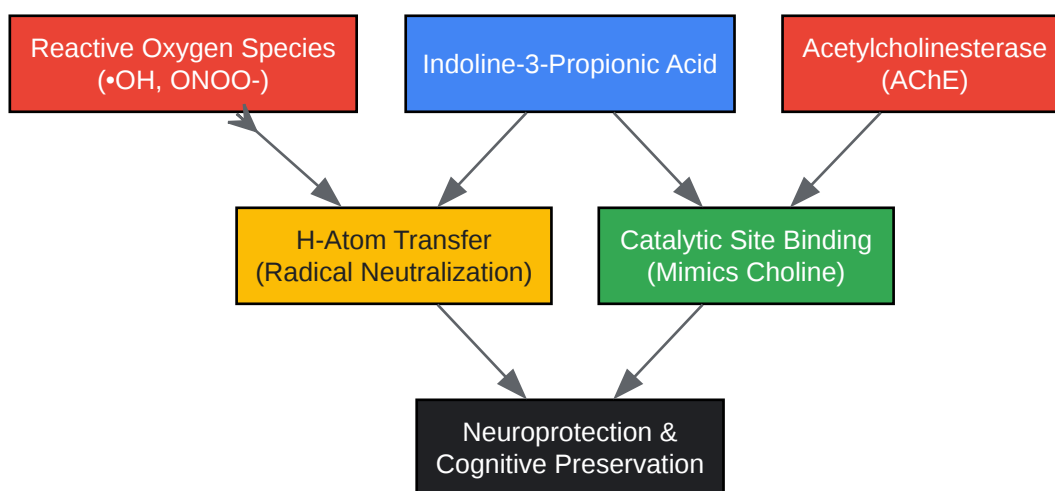 Reactive Oxygen Species
(•OH, ONOO-)
Indoline-3-Propionic Acid
Acetylcholinesterase
(AChE)
H-Atom Transfer
(Radical Neutralization)
Catalytic Site Binding
(Mimics Choline)
Neuroprotection &
Cognitive Preservation